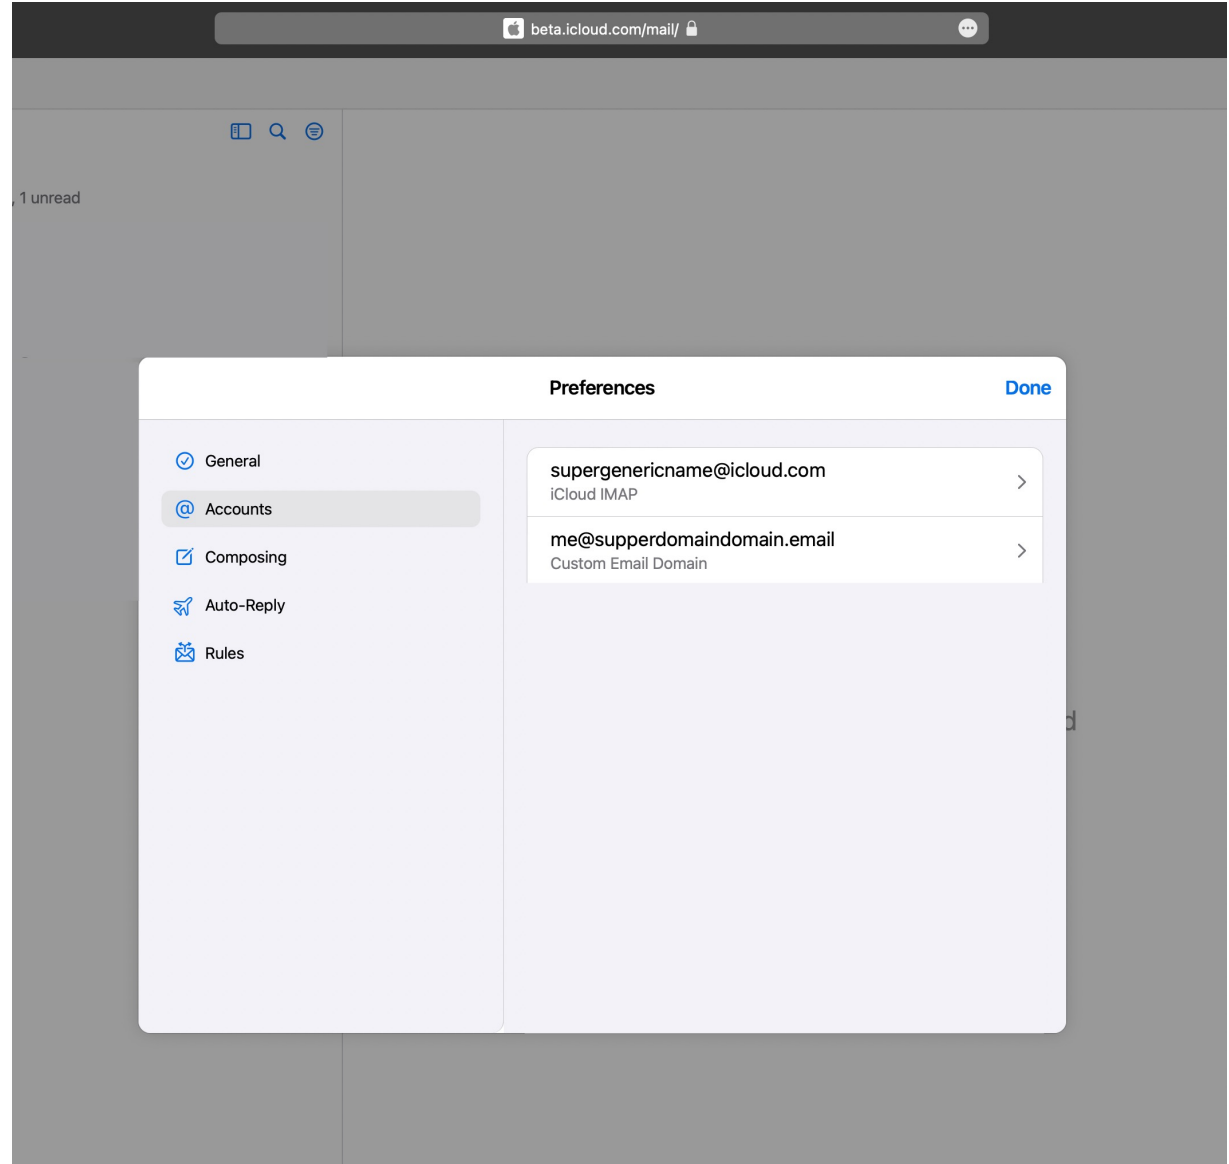 beta.icloud.com/mail/
, 1 unread
Preferences
Done
General
Accounts
Composing
Auto-Reply
Rules
supergenericname@icloud.com
iCloud IMAP
me@supperdomaindomain.email
Custom Email Domain
d